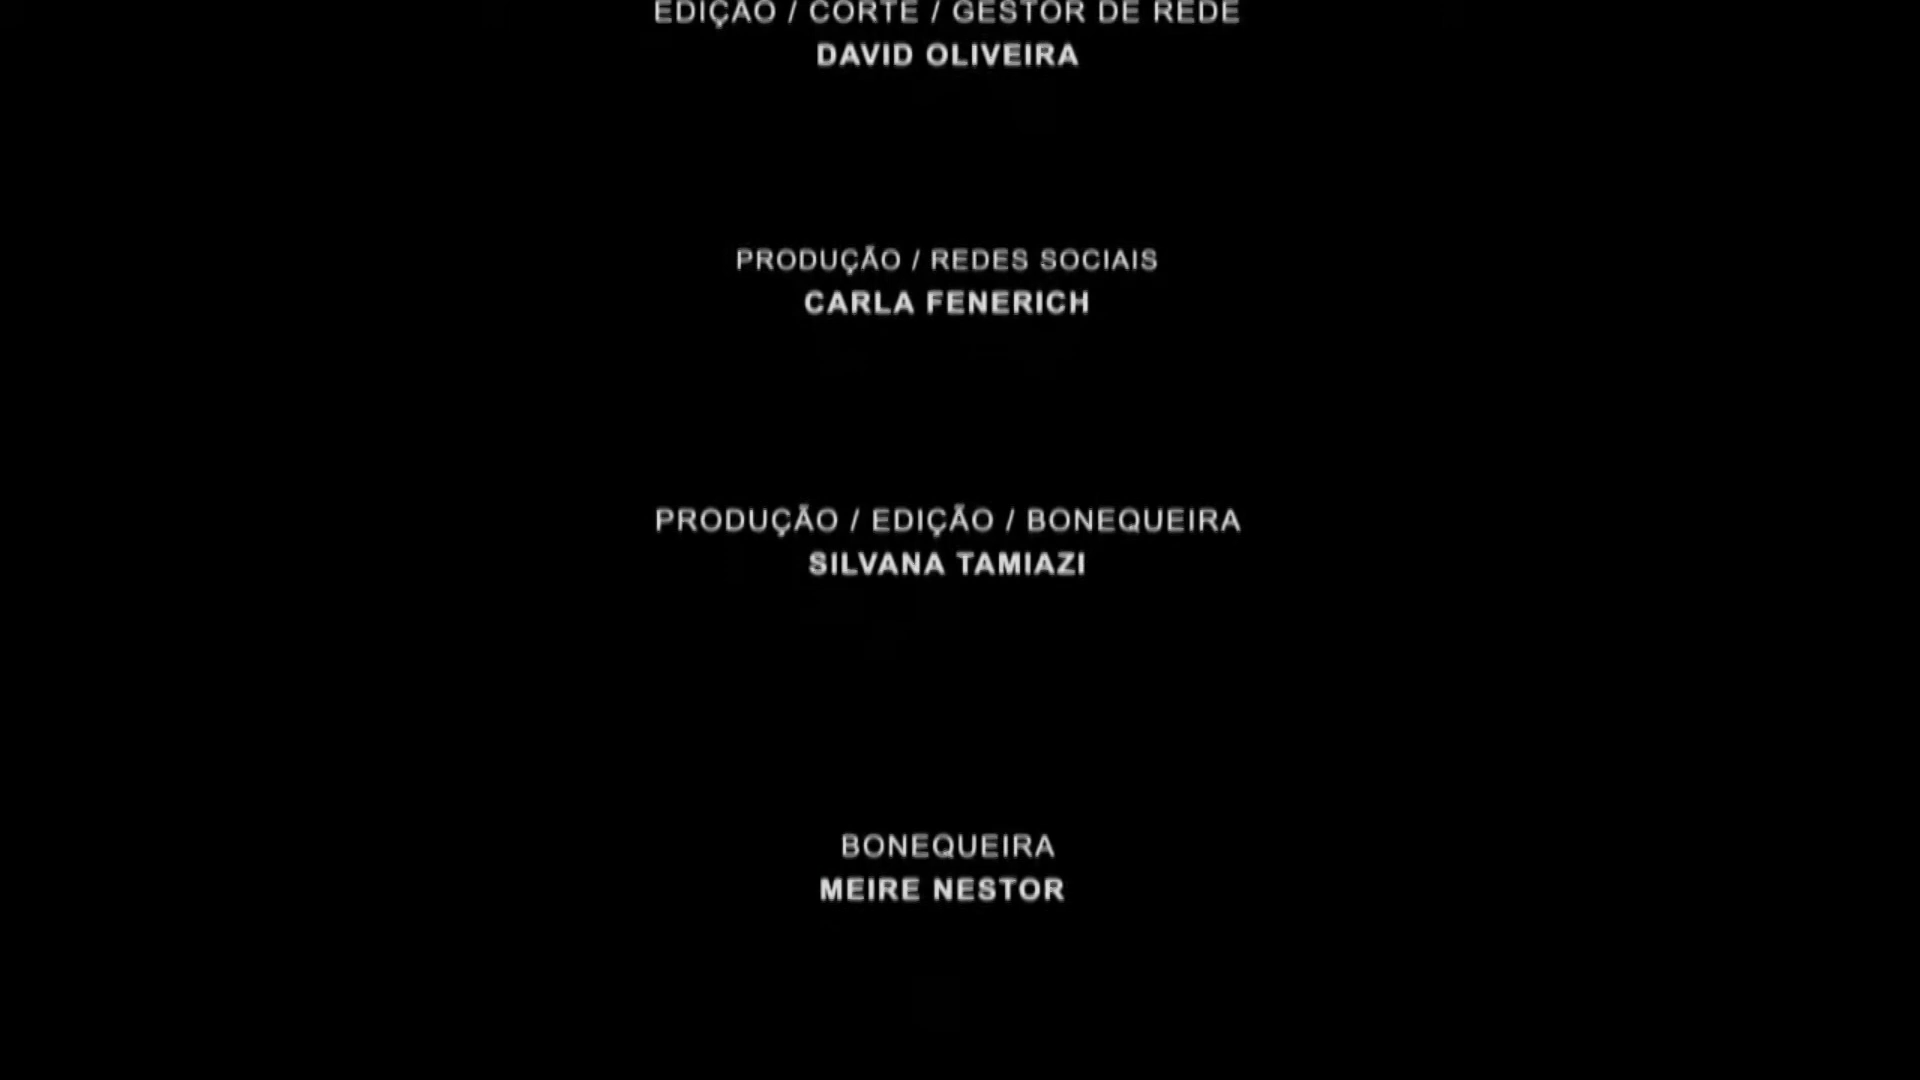 EDIÇÃO / CORTE / GESTOR DE REDE
DAVID OLIVEIRA
PRODUÇÃO / REDES SOCIAIS
CARLA FENERICH
PRODUÇÃO / EDIÇÃO / BONEQUEIRA
SILVANA TAMIAZI
BONEQUEIRA
MEIRE NESTOR